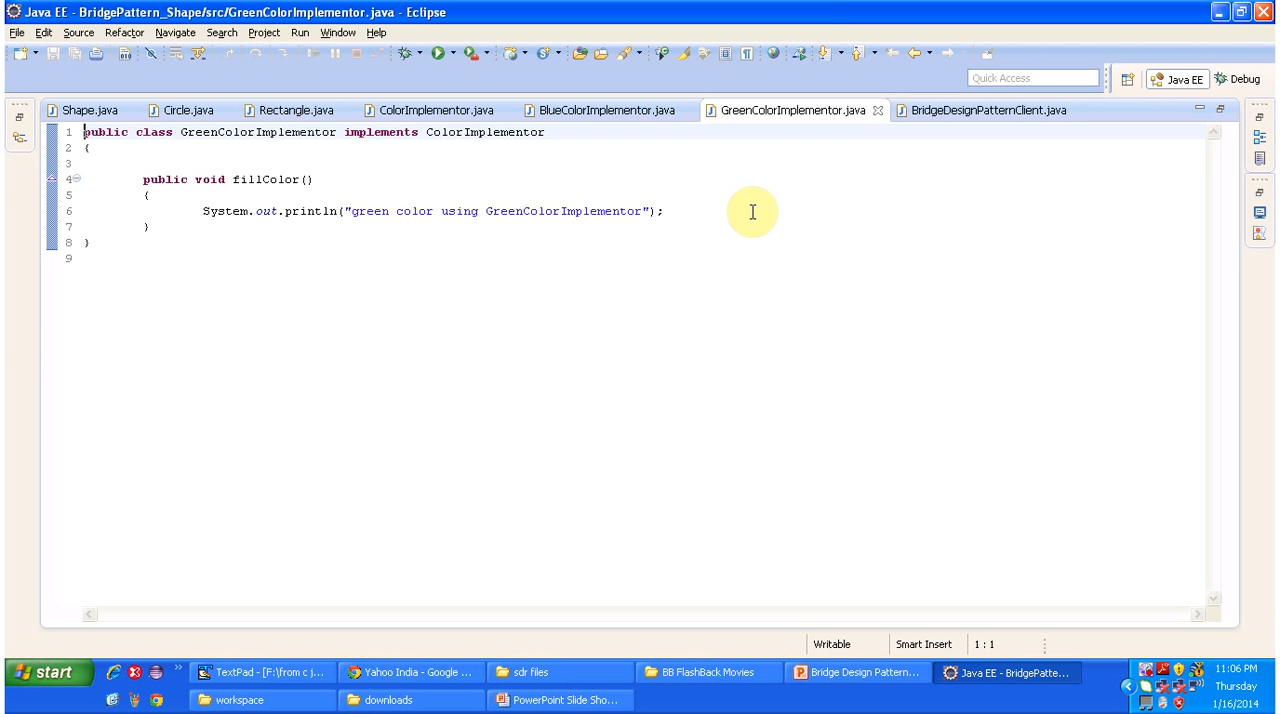 Java EE - BridgePattern_Shape/src/GreenColorImplementor.java - Eclipse
File Edit Source Refactor Navigate Search Project Run Window Help
Quick Access
Java EE
Debug
Shape.java
Circle.java
Rectangle.java
ColorImplementor.java
BlueColorImplementor.java
GreenColorImplementor.java
BridgeDesignPatternClient.java
1 public class GreenColorImplementor implements ColorImplementor
2 {
3
4 public void fillColor()
5 {
6 System.out.println("green color using GreenColorImplementor");
7 }
8 }
9
Writable
Smart Insert
1 : 1
start
TextPad - [F:\from c j...
Yahoo India - Google ...
sdr files
BB FlashBack Movies
Bridge Design Pattern...
Java EE - BridgePatte...
11:06 PM
workspace
downloads
PowerPoint Slide Sho...
Thursday
1/16/2014